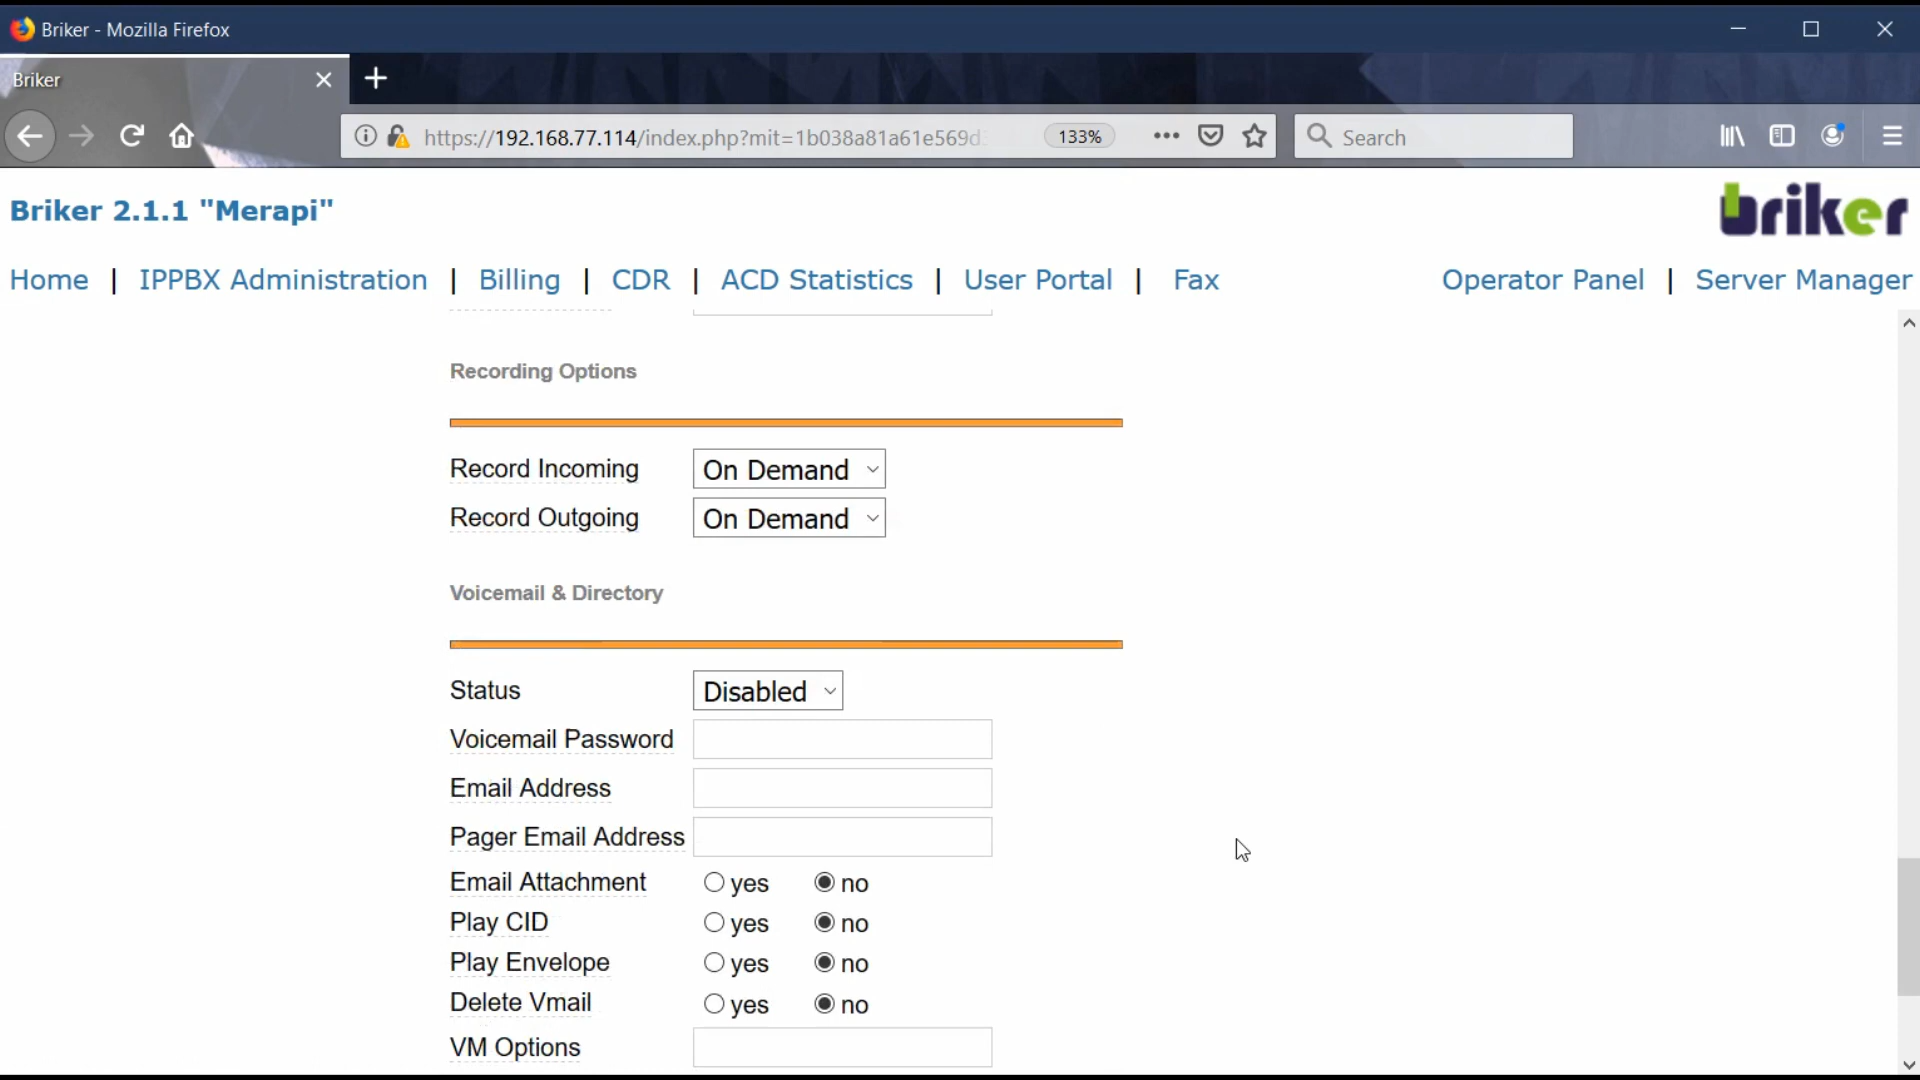 Briker - Mozilla Firefox
Briker
https://192.168.77.114/index.php?mit=1b038a81a61e569d
133%
Search
Briker 2.1.1 "Merapi"
briker
Home | IPPBX Administration | Billing | CDR | ACD Statistics | User Portal | Fax
Operator Panel | Server Manager
Recording Options
Record Incoming On Demand
Record Outgoing On Demand
Voicemail & Directory
Status Disabled
Voicemail Password
Email Address
Pager Email Address
Email Attachment yes no
Play CID yes no
Play Envelope yes no
Delete Vmail yes no
VM Options